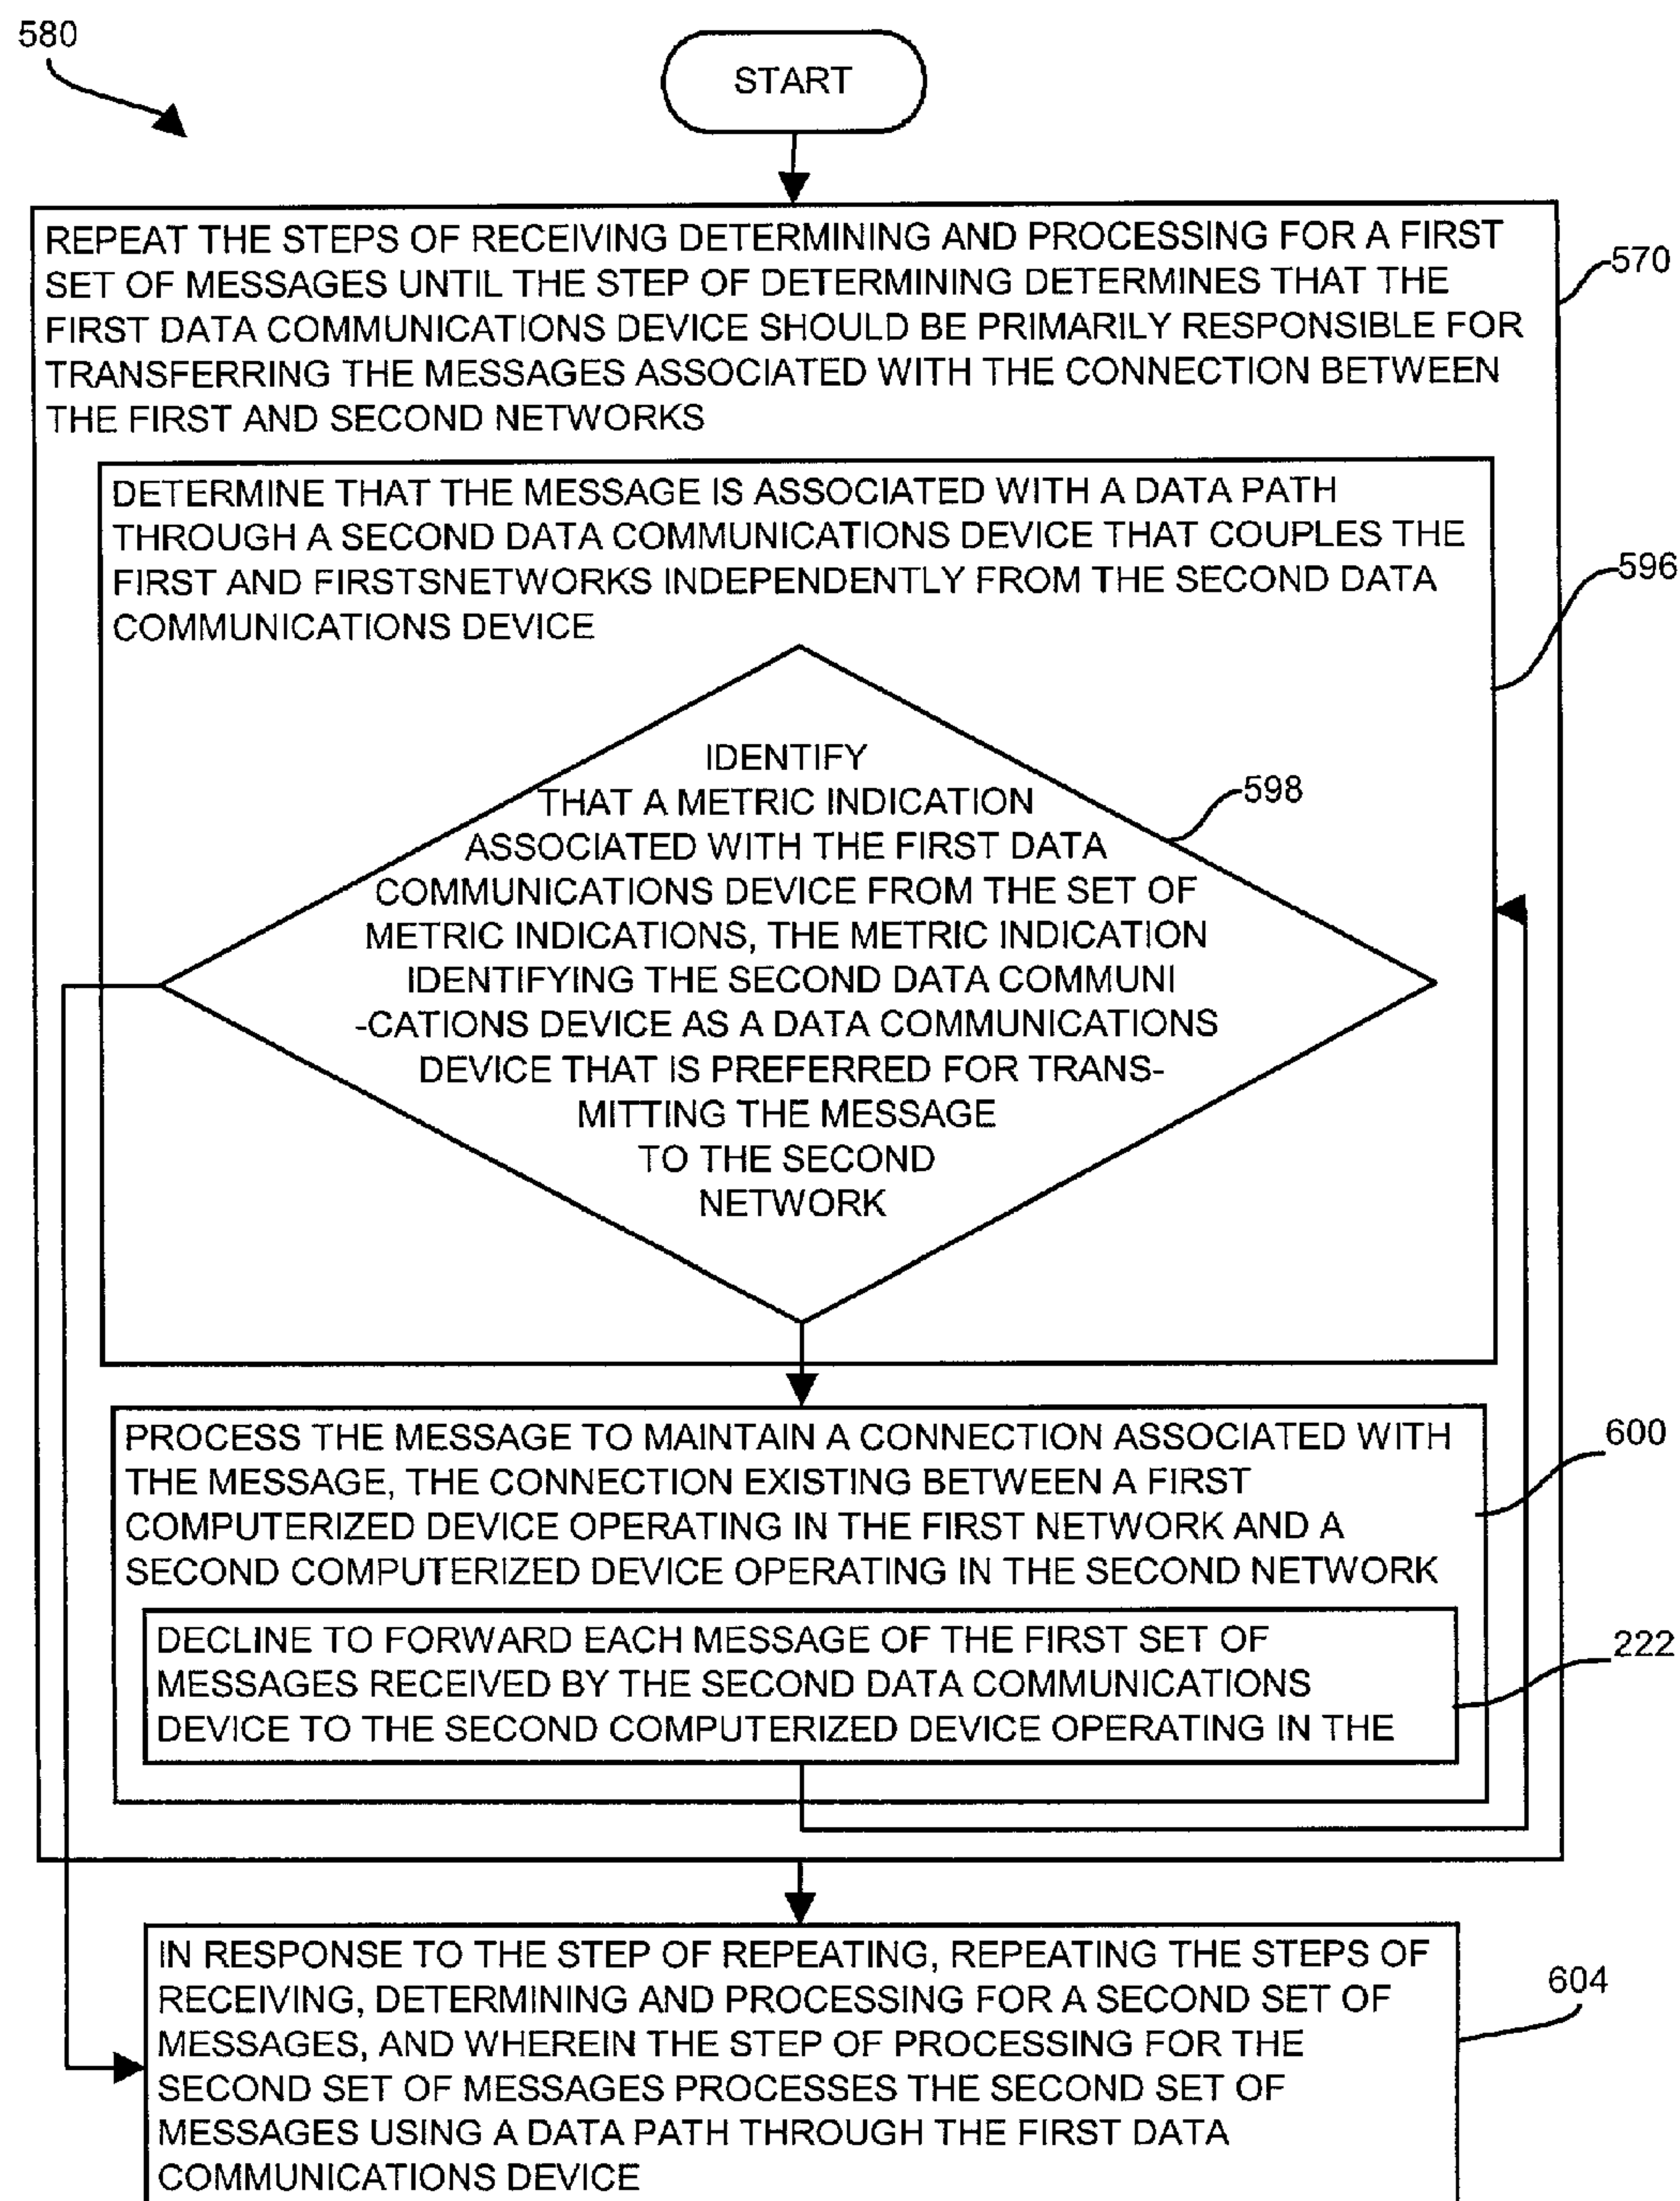 580
START
REPEAT THE STEPS OF RECEIVING DETERMINING AND PROCESSING FOR A FIRST
SET OF MESSAGES UNTIL THE STEP OF DETERMINING DETERMINES THAT THE
FIRST DATA COMMUNICATIONS DEVICE SHOULD BE PRIMARILY RESPONSIBLE FOR
TRANSFERRING THE MESSAGES ASSOCIATED WITH THE CONNECTION BETWEEN
THE FIRST AND SECOND NETWORKS
570
DETERMINE THAT THE MESSAGE IS ASSOCIATED WITH A DATA PATH
THROUGH A SECOND DATA COMMUNICATIONS DEVICE THAT COUPLES THE
FIRST AND FIRSTSNETWORKS INDEPENDENTLY FROM THE SECOND DATA
COMMUNICATIONS DEVICE
596
IDENTIFY
THAT A METRIC INDICATION
ASSOCIATED WITH THE FIRST DATA
COMMUNICATIONS DEVICE FROM THE SET OF
METRIC INDICATIONS, THE METRIC INDICATION
IDENTIFYING THE SECOND DATA COMMUNI
-CATIONS DEVICE AS A DATA COMMUNICATIONS
DEVICE THAT IS PREFERRED FOR TRANS-
MITTING THE MESSAGE
TO THE SECOND
NETWORK
598
PROCESS THE MESSAGE TO MAINTAIN A CONNECTION ASSOCIATED WITH
THE MESSAGE, THE CONNECTION EXISTING BETWEEN A FIRST
COMPUTERIZED DEVICE OPERATING IN THE FIRST NETWORK AND A
SECOND COMPUTERIZED DEVICE OPERATING IN THE SECOND NETWORK
600
DECLINE TO FORWARD EACH MESSAGE OF THE FIRST SET OF
MESSAGES RECEIVED BY THE SECOND DATA COMMUNICATIONS
DEVICE TO THE SECOND COMPUTERIZED DEVICE OPERATING IN THE
222
IN RESPONSE TO THE STEP OF REPEATING, REPEATING THE STEPS OF
RECEIVING, DETERMINING AND PROCESSING FOR A SECOND SET OF
MESSAGES, AND WHEREIN THE STEP OF PROCESSING FOR THE
SECOND SET OF MESSAGES PROCESSES THE SECOND SET OF
MESSAGES USING A DATA PATH THROUGH THE FIRST DATA
COMMUNICATIONS DEVICE
604